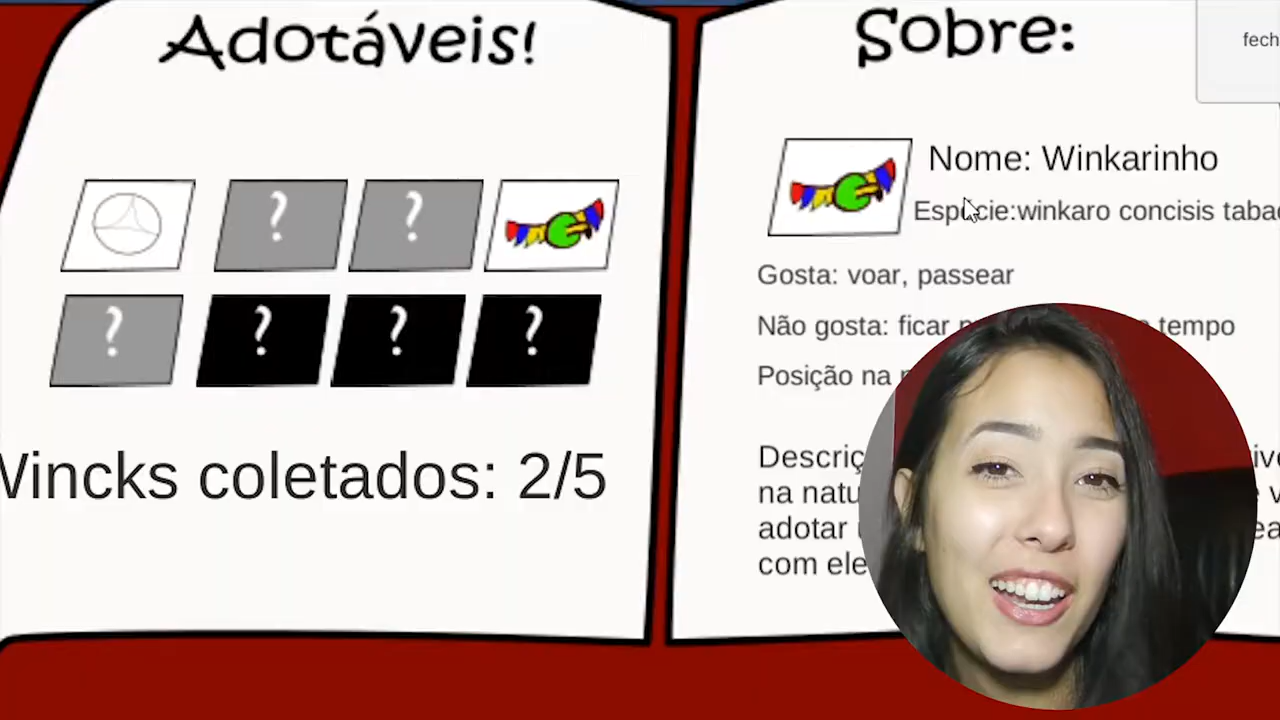 Adotáveis!
? ?
? ? ? ?
Wincks coletados: 2/5
Sobre:
fech
Nome: Winkarinho
Espécie:winkaro concisis tabac
Gosta: voar, passear
Não gosta: ficar tempo
Posição na
Descriç
na natu
adotar
com ele